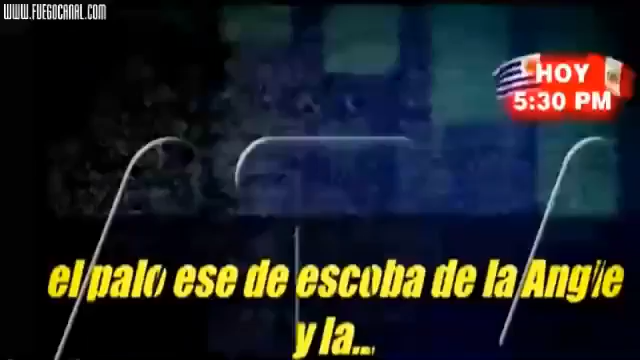 WWW.FUEGOCANAL.COM
HOY
5:30 PM
el palo ese de escoba de la Angie
y la...